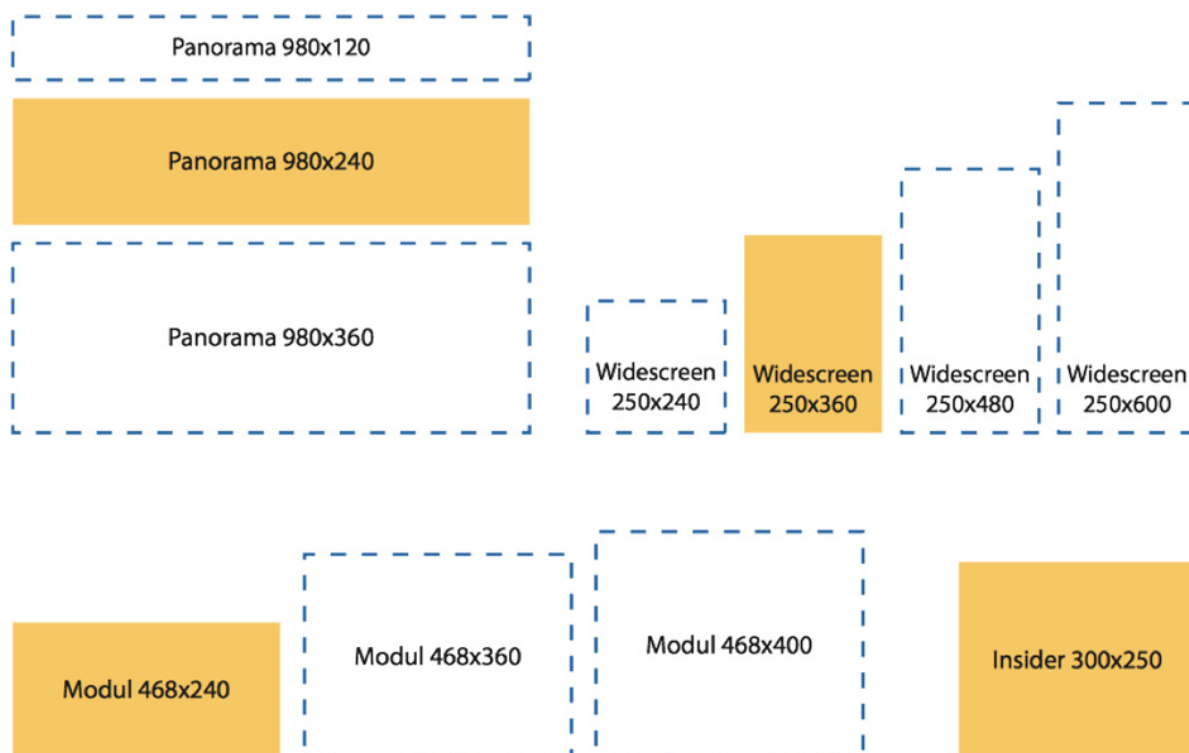 Panorama 980x120
Panorama 980x240
Panorama 980x360
Widescreen
250x240
Widescreen
250x360
Widescreen
250x480
Widescreen
250x600
Modul 468x240
Modul 468x360
Modul 468x400
Insider 300x250